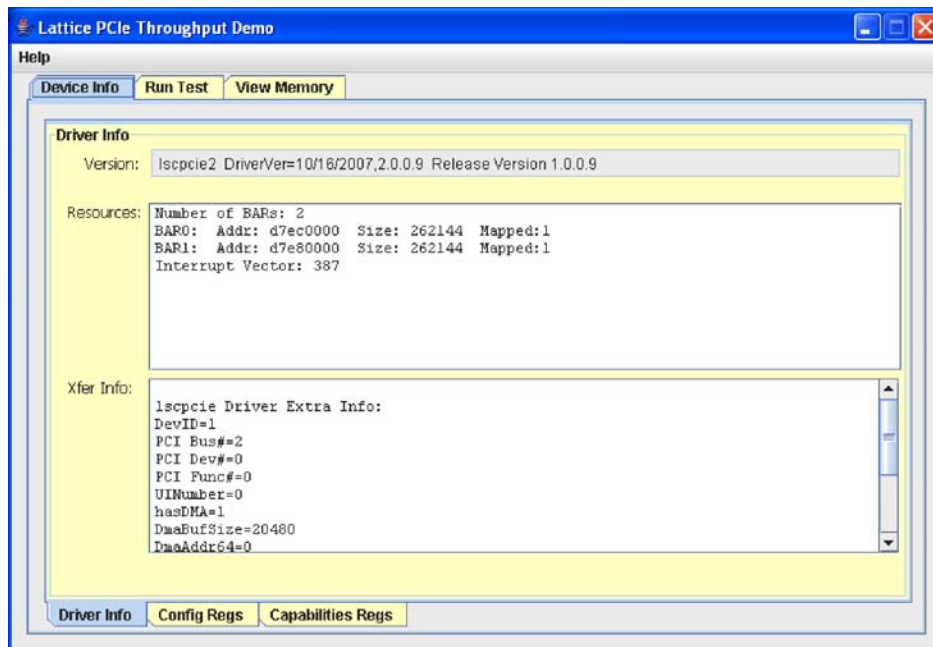 Lattice PCIe Throughput Demo
Help
Device Info Run Test View Memory
Driver Info
Version: lscpcie2 DriverVer=10/16/2007,2.0.0.9 Release Version 1.0.0.9
Resources: Number of BARs: 2
BAR0: Addr: d7ec0000 Size: 262144 Mapped:1
BAR1: Addr: d7e80000 Size: 262144 Mapped:1
Interrupt Vector: 387
Xfer Info:
lscpcie Driver Extra Info:
DevID=1
PCI Bus#=2
PCI Dev#=0
PCI Func#=0
UINumber=0
hasDMA=1
DmaBufSize=20480
DmaAddr64=0
Driver Info Config Regs Capabilities Regs